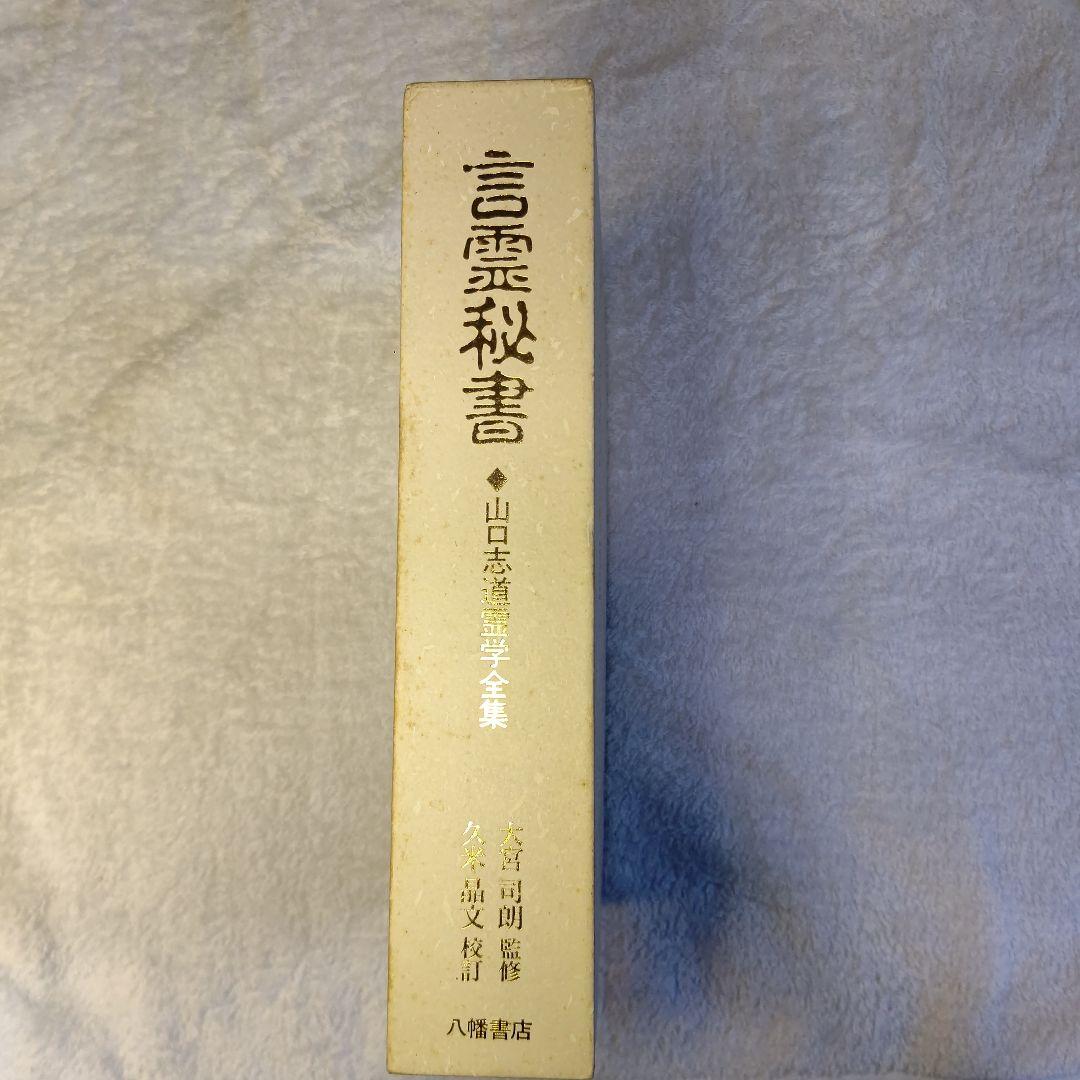 言霊秘書
◆山口志道霊学全集
大宮司朗 監修
久米晶文 校訂
八幡書店